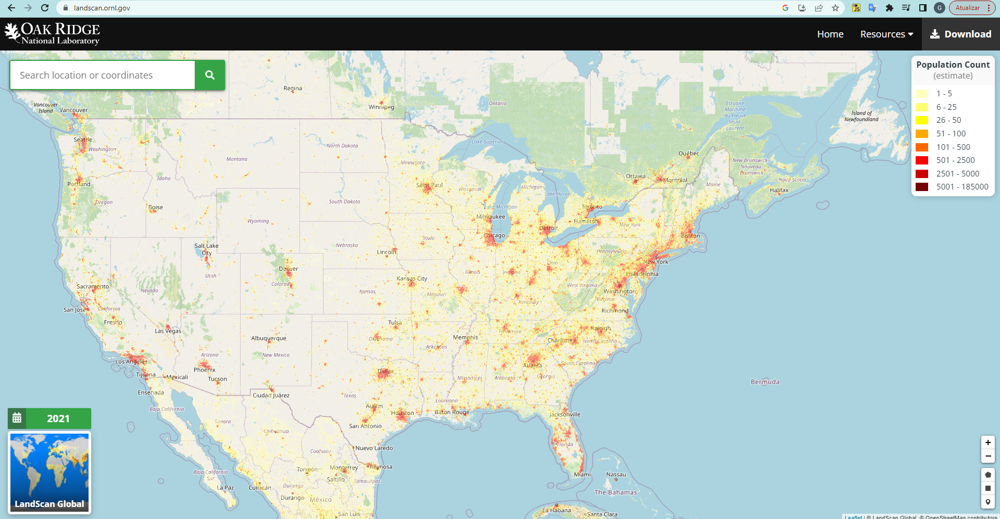 landscan.ornl.gov
JS
G
Atualizar
OAK RIDGE
National Laboratory
Home
Resources
Download
Search location or coordinates
Population Count
(estimate)
1 - 5
6 - 25
26 - 50
51 - 100
101 - 500
501 - 2500
2501 - 5000
5001 - 185000
Regina
Winnipeg
Ontario
Vancouver
Island
Vancouver
Estuaire
Maritime
du Fleuve
Saint-
Laurent
Island of
Newfoundland
Seattle
Washington
North Dakota
Lake Superior
Montana
Québec
Minnesota
New Brunswick/
Nouveau-
Brunswick
Idaho
Ottawa
Montréal
Nova Scotia
Portland
Saint Paul
Wisconsin
Michigan
Maine
Halifax
Lake Huron
Oregon
South Dakota
Boise
Lake Michigan
Toronto
Milwaukee
Wyoming
Hamilton
New York
Detroit
Chicago
Boston
Salt Lake
City
Nebraska
Iowa
Lincoln
Pennsylvania
New York
Denver
Utah
Illinois
Indiana
Ohio
Philadelphia
Kansas City
Colorado
Sacramento
Nevada
Kansas
Missouri
West Virginia
Washington
Virginia
Kentucky
San Jose
California
Richmond
Fresno
Tulsa
Las Vegas
Tennessee
Raleigh
Albuquerque
Oklahoma
Memphis
Charlotte
North Carolina
Arkansas
Arizona
New Mexico
Los Angeles
Phoenix
Atlanta
South Carolina
Dallas
Tijuana
Mexicali
Tucson
Mississippi
Alabama
Georgia
Bermuda
Ensenada
Ciudad Juárez
Texas
Louisiana
Baja California
Austin
Houston
Baton Rouge
Jacksonville
2021
Sonora
San Antonio
Chihuahua
Florida
Coahuila
Nuevo Laredo
Torreón
Monterrey
Reynosa
Baja California
Sur
Saltillo
Tamaulipas
Miami
Nassau
La Paz
Culiacán
Durango
The Bahamas
Durango
México
LandScan Global
La Habana
San Luis
Santa Clara
+
−
Leaflet | © LandScan Global, © OpenStreetMap contributors